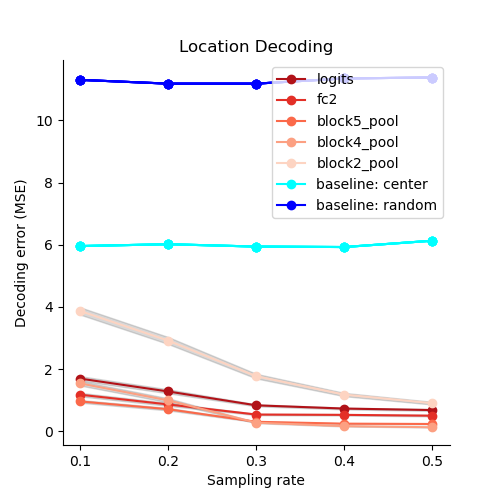 Location Decoding
logits
fc2
block5_pool
block4_pool
block2_pool
baseline: center
baseline: random
Decoding error (MSE)
10
8
6
4
2
0
0.1 0.2 0.3 0.4 0.5
Sampling rate